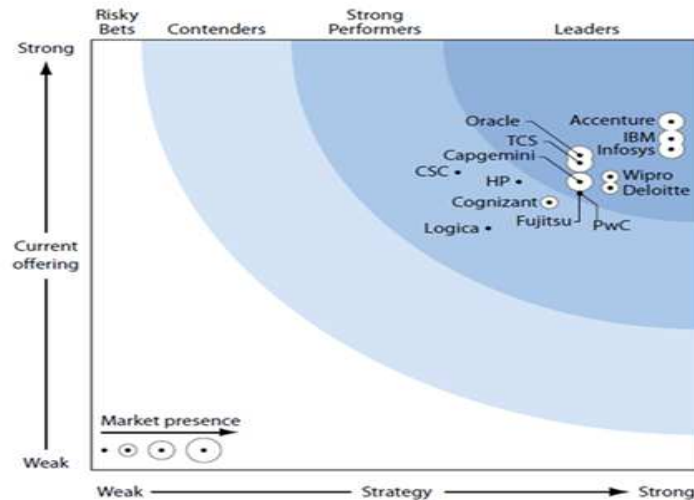 Risky
Bets
Contenders
Strong
Performers
Leaders
Strong
Current
offering
Weak
Oracle
TCS
Capgemini
CSC
HP
Cognizant
Logica
Fujitsu
PwC
Accenture
IBM
Infosys
Wipro
Deloitte
Market presence
Weak
Strategy
Strong